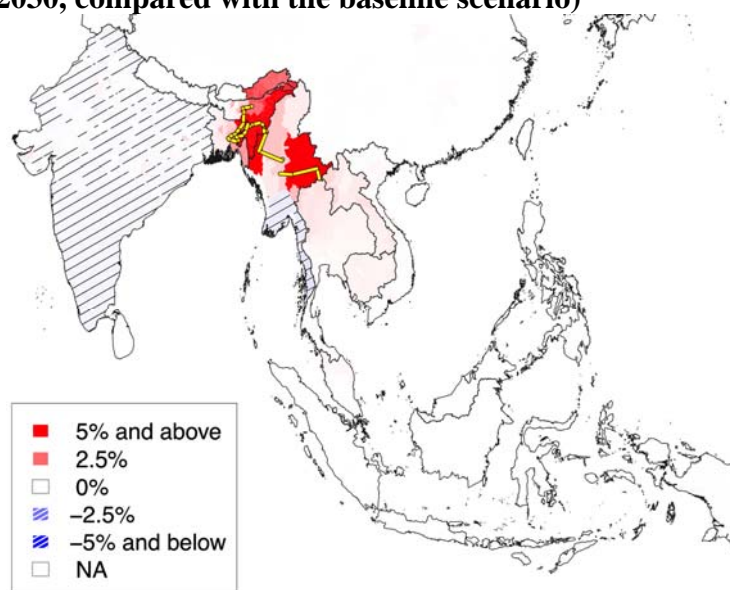 2030, compared with the baseline scenario)
5% and above
2.5%
0%
−2.5%
−5% and below
NA